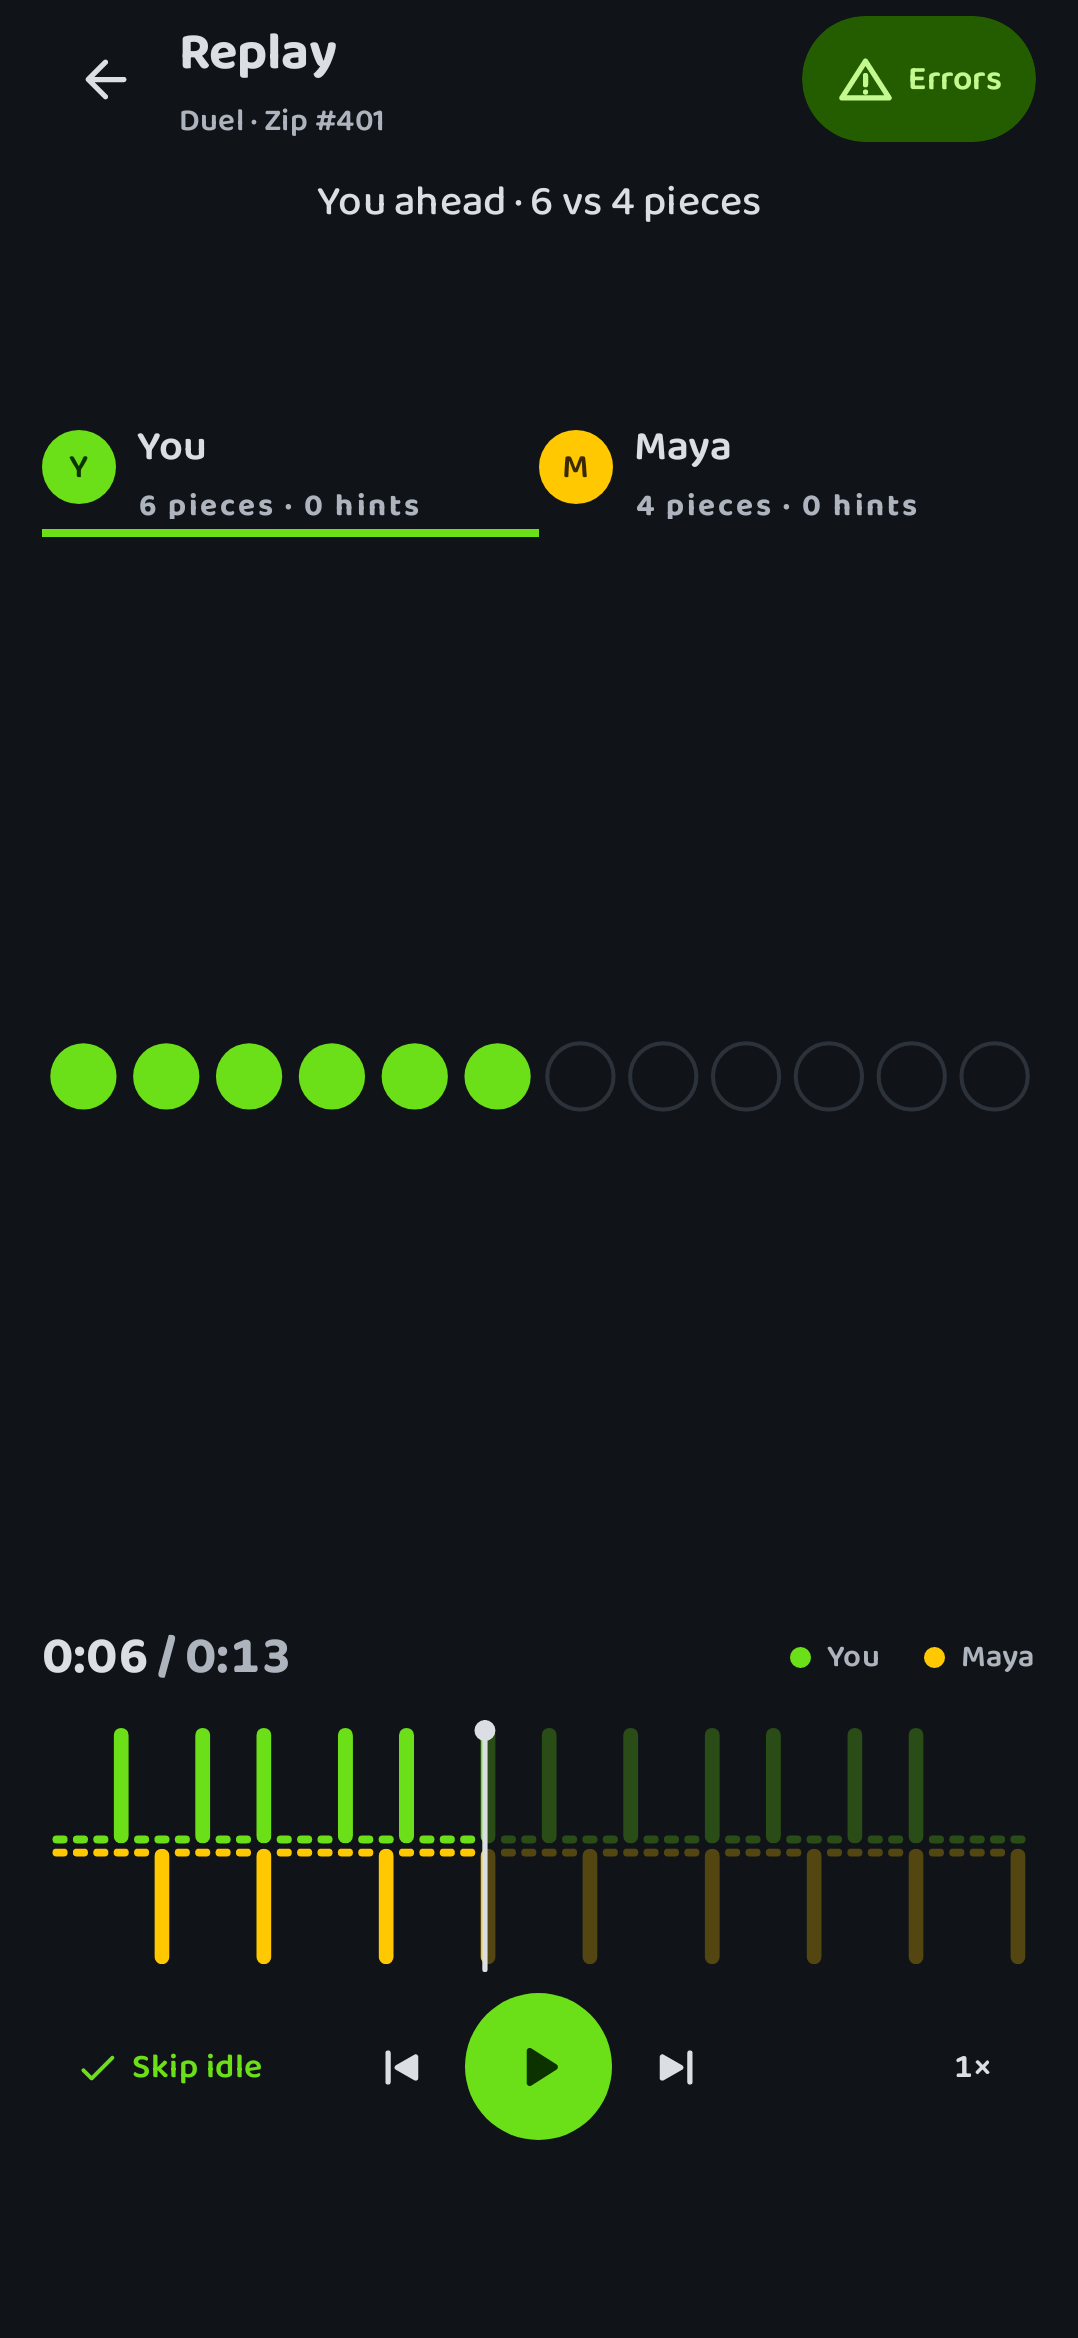 Replay
Duel · Zip #401
Errors
You ahead · 6 vs 4 pieces
Y
You
6 pieces · 0 hints
M
Maya
4 pieces · 0 hints
0:06 / 0:13
You
Maya
Skip idle
1×